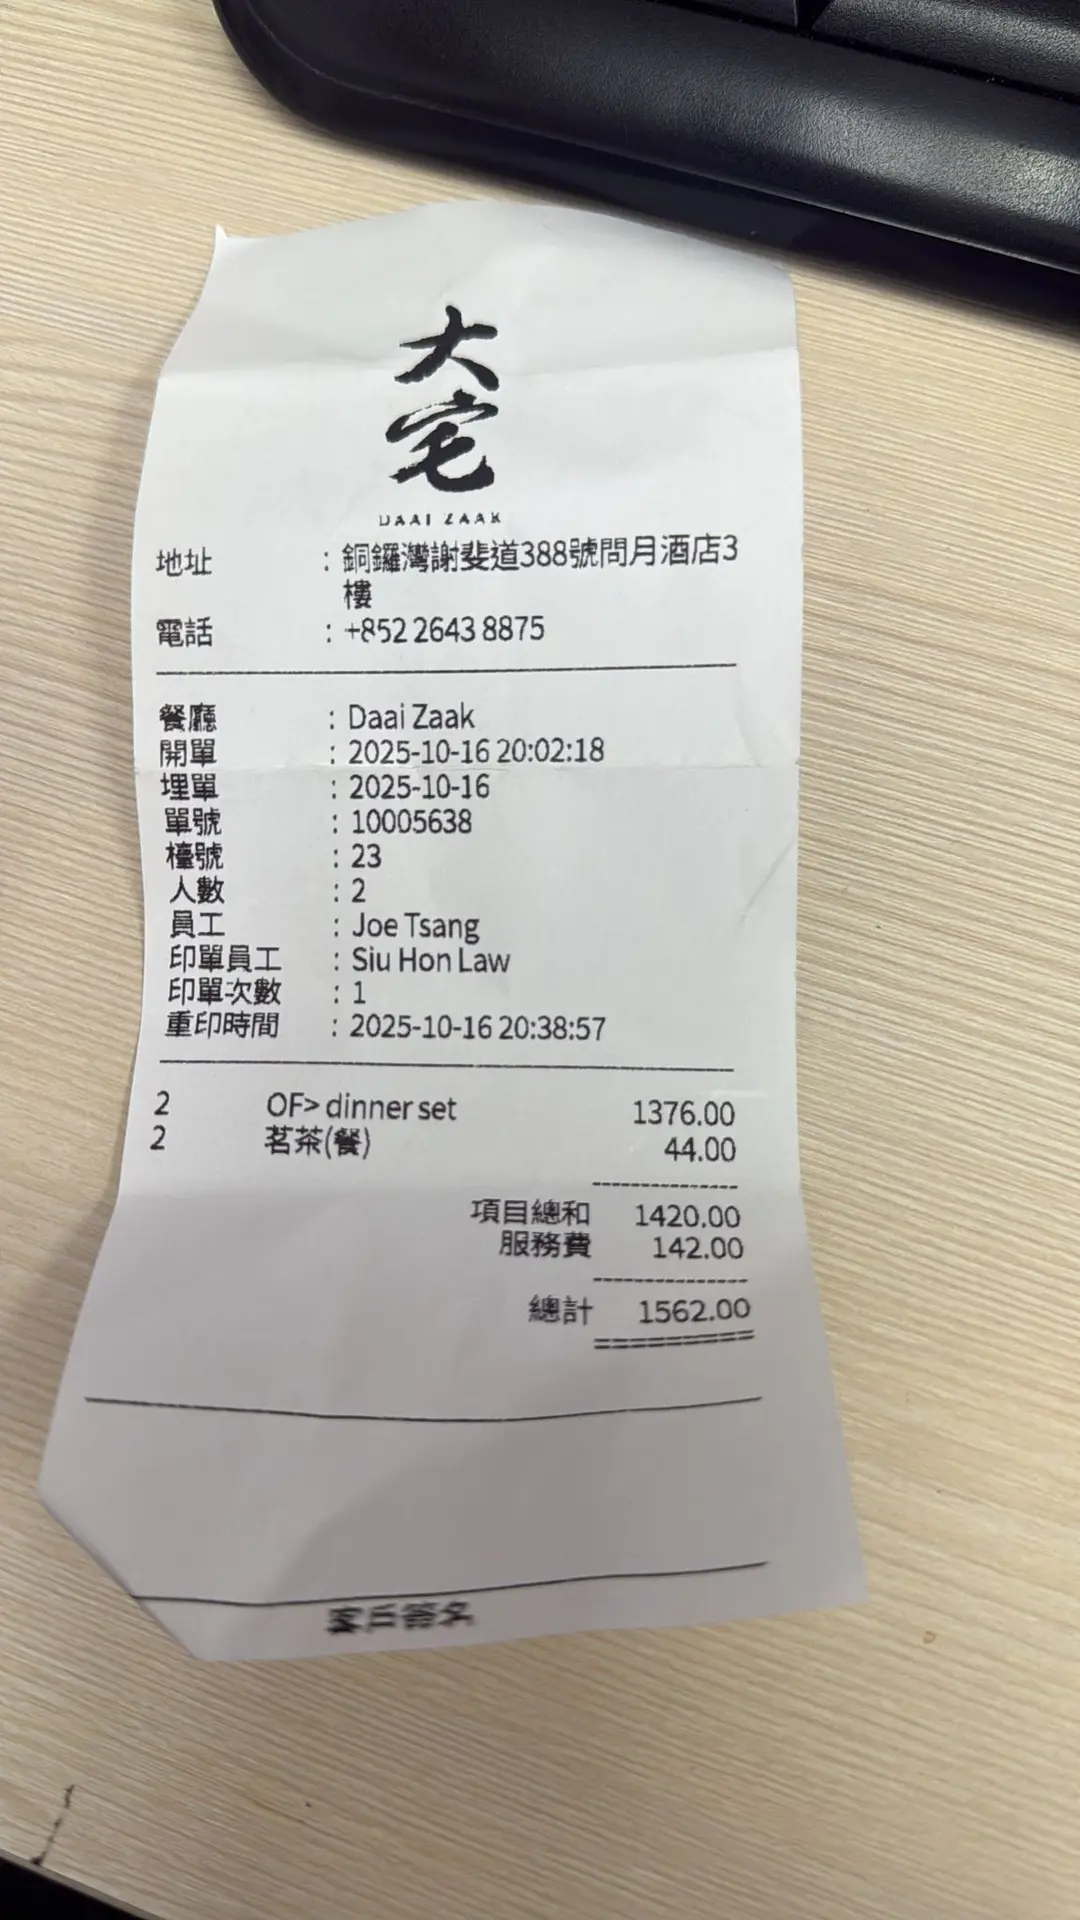 大
宅
DAAI ZAAK
地址 : 銅鑼灣謝斐道388號問月酒店3
樓
電話 : +852 2643 8875
餐廳 : Daai Zaak
開單 : 2025-10-16 20:02:18
埋單 : 2025-10-16
單號 : 10005638
檯號 : 23
人數 : 2
員工 : Joe Tsang
印單員工 : Siu Hon Law
印單次數 : 1
重印時間 : 2025-10-16 20:38:57
2 OF> dinner set 1376.00
2 茗茶(餐) 44.00
項目總和 1420.00
服務費 142.00
總計 1562.00
客戶簽名